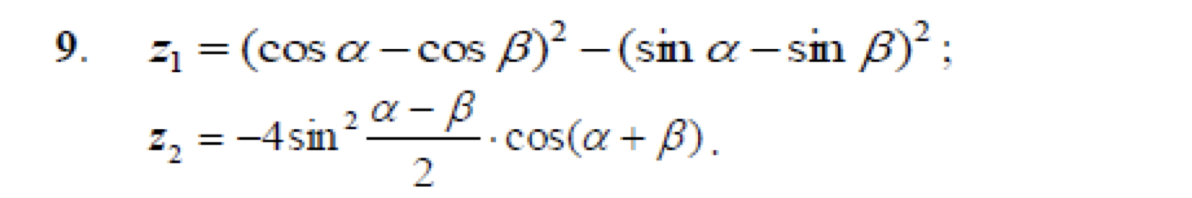 9. z₁ = (cos α – cos β)² – (sin α – sin β)² ;
z₂ = –4 sin² (α – β)/2 · cos(α + β).